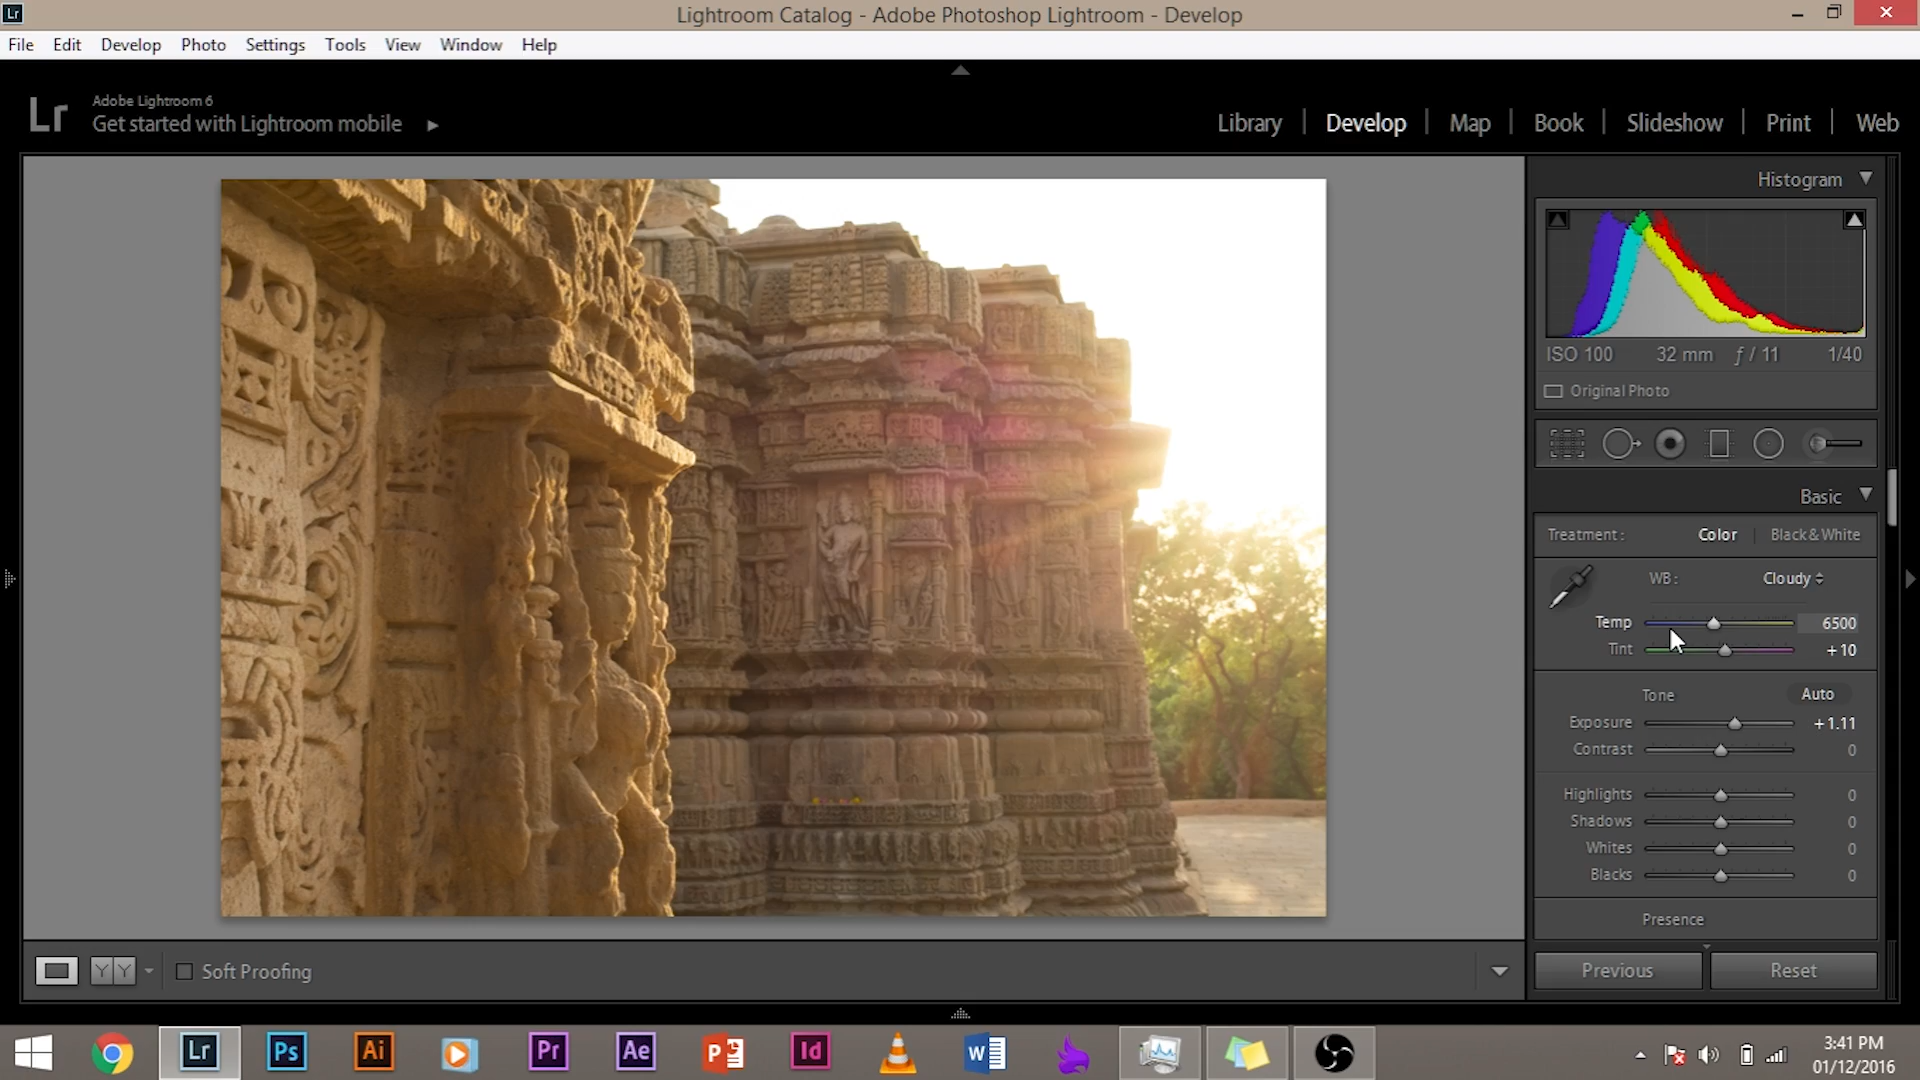 Lr
Lightroom Catalog - Adobe Photoshop Lightroom - Develop
File Edit Develop Photo Settings Tools View Window Help
Lr
Adobe Lightroom 6
Get started with Lightroom mobile
Library Develop Map Book Slideshow Print Web
Histogram
ISO 100 32 mm ƒ / 11 1/40
Original Photo
Basic
Treatment : Color Black & White
WB : Cloudy
Temp 6500
Tint + 10
Tone Auto
Exposure + 1.11
Contrast 0
Highlights 0
Shadows 0
Whites 0
Blacks 0
Presence
Previous Reset
Y Y Soft Proofing
Lr Ps Ai Pr Ae P Id W
3:41 PM
01/12/2016